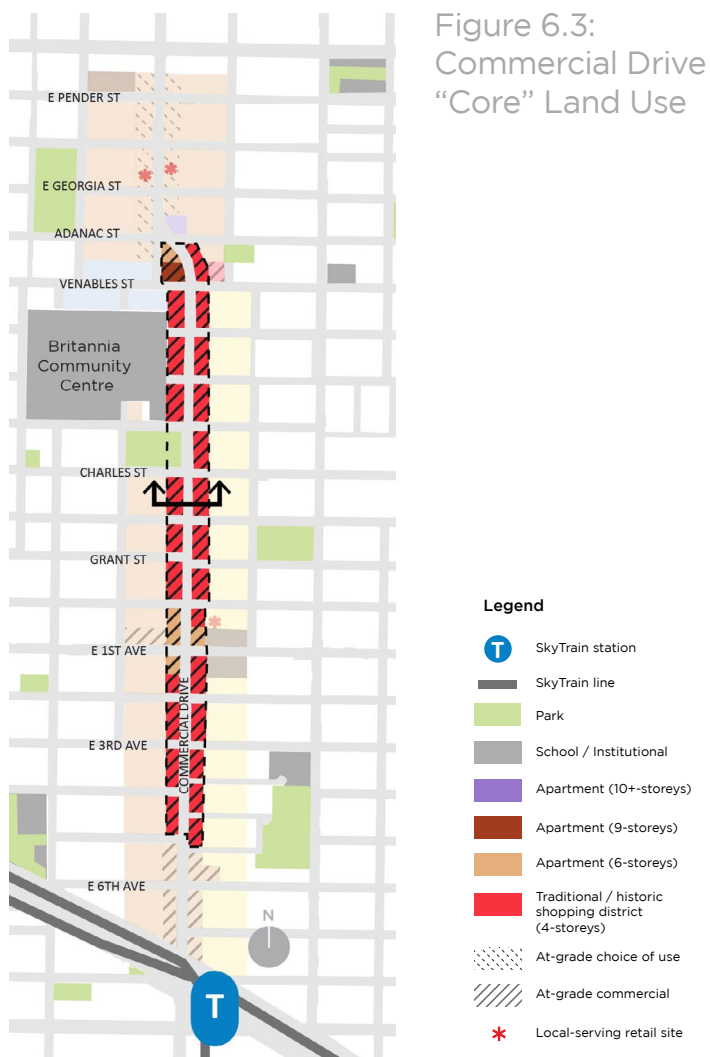 Figure 6.3:
Commercial Drive
“Core” Land Use
E PENDER ST
E GEORGIA ST
ADANAC ST
VENABLES ST
Britannia
Community
Centre
CHARLES ST
GRANT ST
E 1ST AVE
COMMERCIAL DRIVE
E 3RD AVE
E 6TH AVE
N
T
Legend
T SkyTrain station
SkyTrain line
Park
School / Institutional
Apartment (10+-storeys)
Apartment (9-storeys)
Apartment (6-storeys)
Traditional / historic
shopping district
(4-storeys)
At-grade choice of use
At-grade commercial
Local-serving retail site